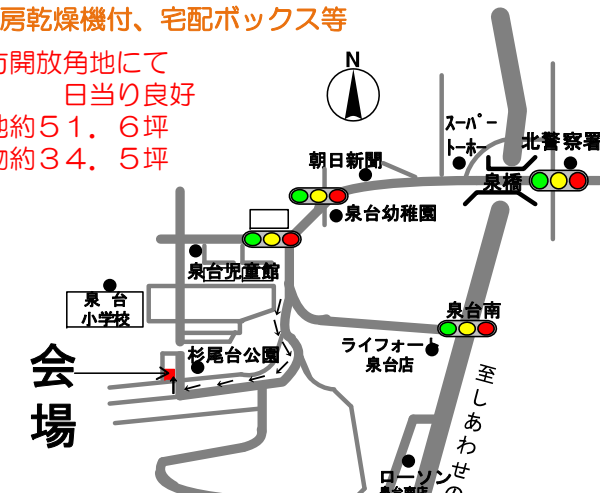 房乾燥機付、宅配ボックス等
方開放角地にて
日当り良好
地約５１．６坪
物約３４．５坪
N
スーパー
トーホー
北警察署
朝日新聞
泉橋
泉台幼稚園
泉台児童館
泉台
小学校
泉台南
ライフォート
泉台店
杉尾台公園
会場
至しあわせの
ローソン
泉台南店